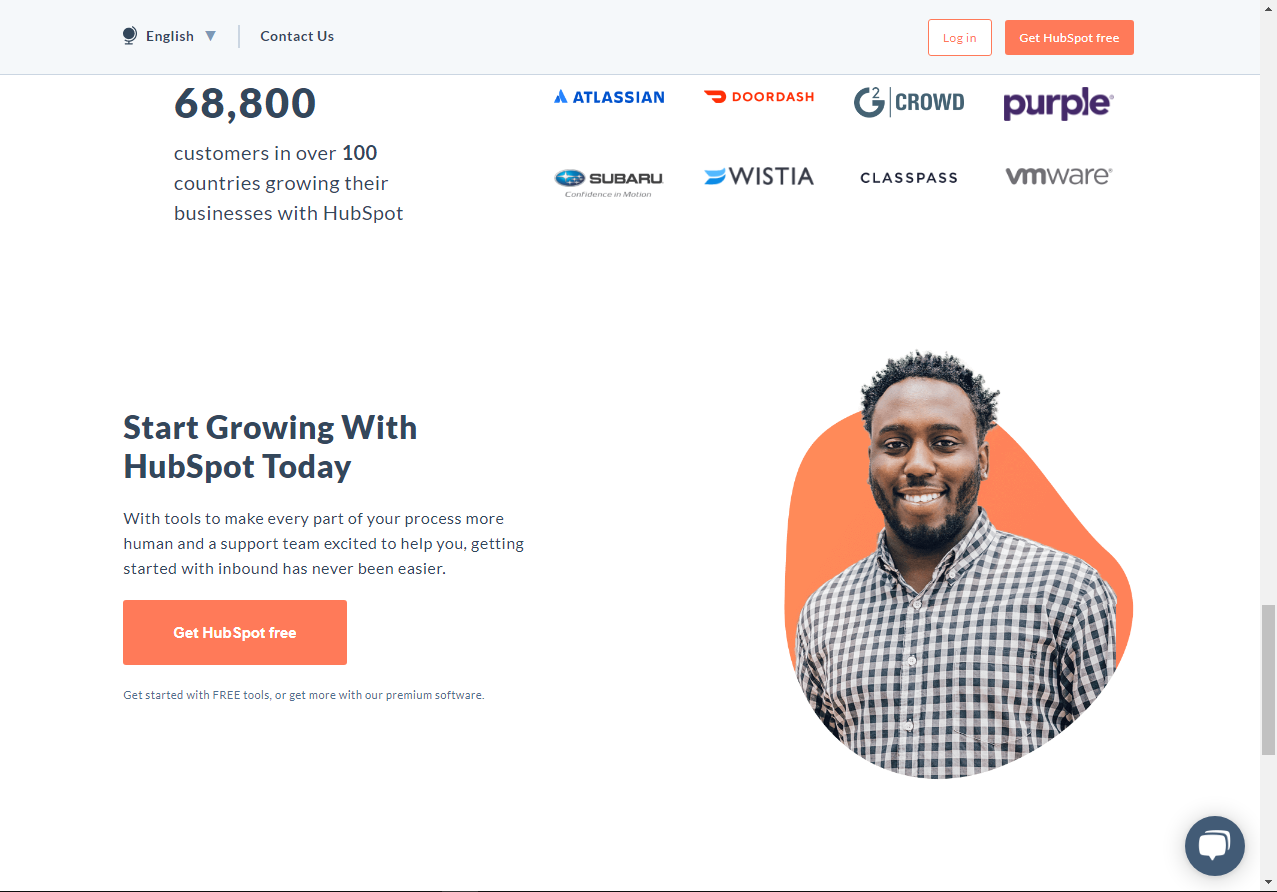 English ▼ Contact Us
Log in
Get HubSpot free
68,800
customers in over 100
countries growing their
businesses with HubSpot
ATLASSIAN
DOORDASH
G2 | CROWD
purple®
SUBARU
Confidence in Motion
WISTIA
CLASSPASS
vmware®
Start Growing With
HubSpot Today
With tools to make every part of your process more
human and a support team excited to help you, getting
started with inbound has never been easier.
Get HubSpot free
Get started with FREE tools, or get more with our premium software.